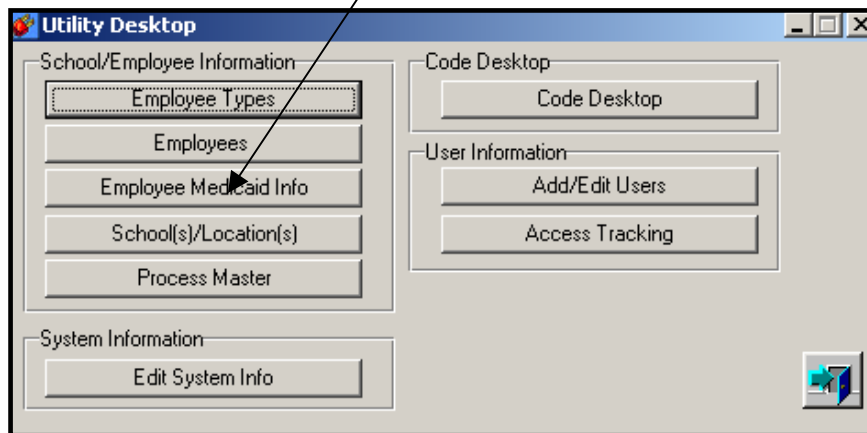 Utility Desktop
School/Employee Information
Employee Types
Employees
Employee Medicaid Info
School(s)/Location(s)
Process Master
System Information
Edit System Info
Code Desktop
Code Desktop
User Information
Add/Edit Users
Access Tracking